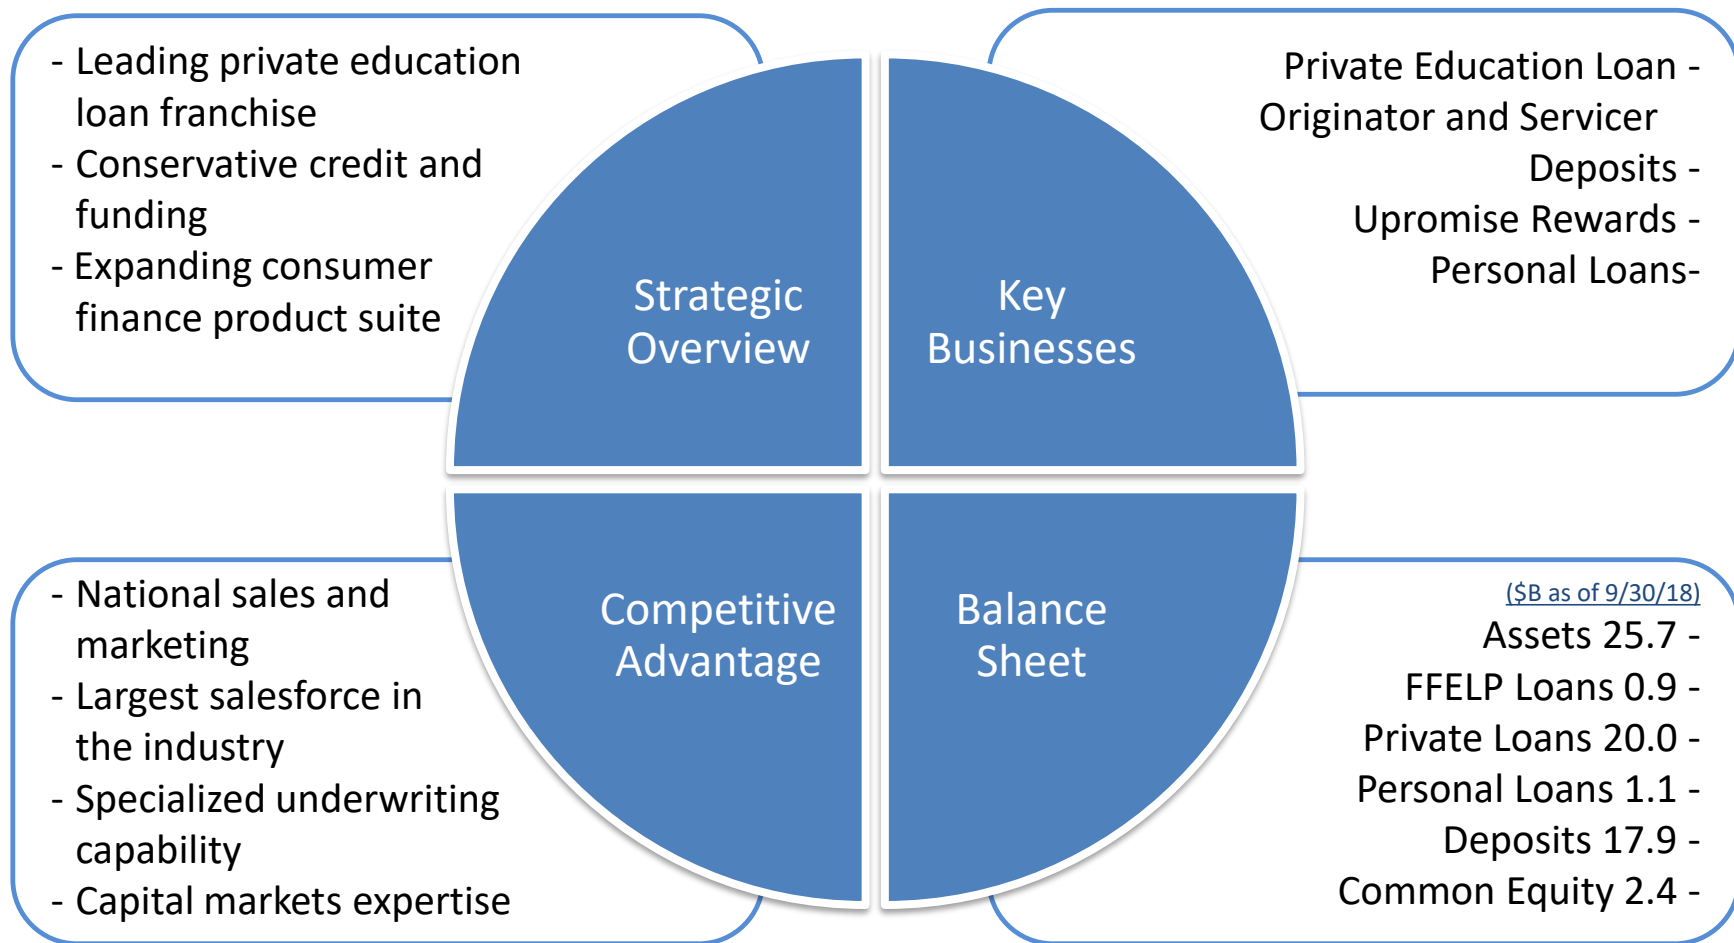 - Leading private education
loan franchise
- Conservative credit and
funding
- Expanding consumer
finance product suite
Strategic
Overview
Key
Businesses
Private Education Loan -
Originator and Servicer
Deposits -
Upromise Rewards -
Personal Loans-
- National sales and
marketing
- Largest salesforce in
the industry
- Specialized underwriting
capability
- Capital markets expertise
Competitive
Advantage
Balance
Sheet
($B as of 9/30/18)
Assets 25.7 -
FFELP Loans 0.9 -
Private Loans 20.0 -
Personal Loans 1.1 -
Deposits 17.9 -
Common Equity 2.4 -